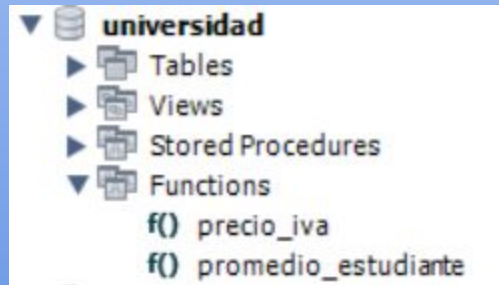 universidad
Tables
Views
Stored Procedures
Functions
f() precio_iva
f() promedio_estudiante